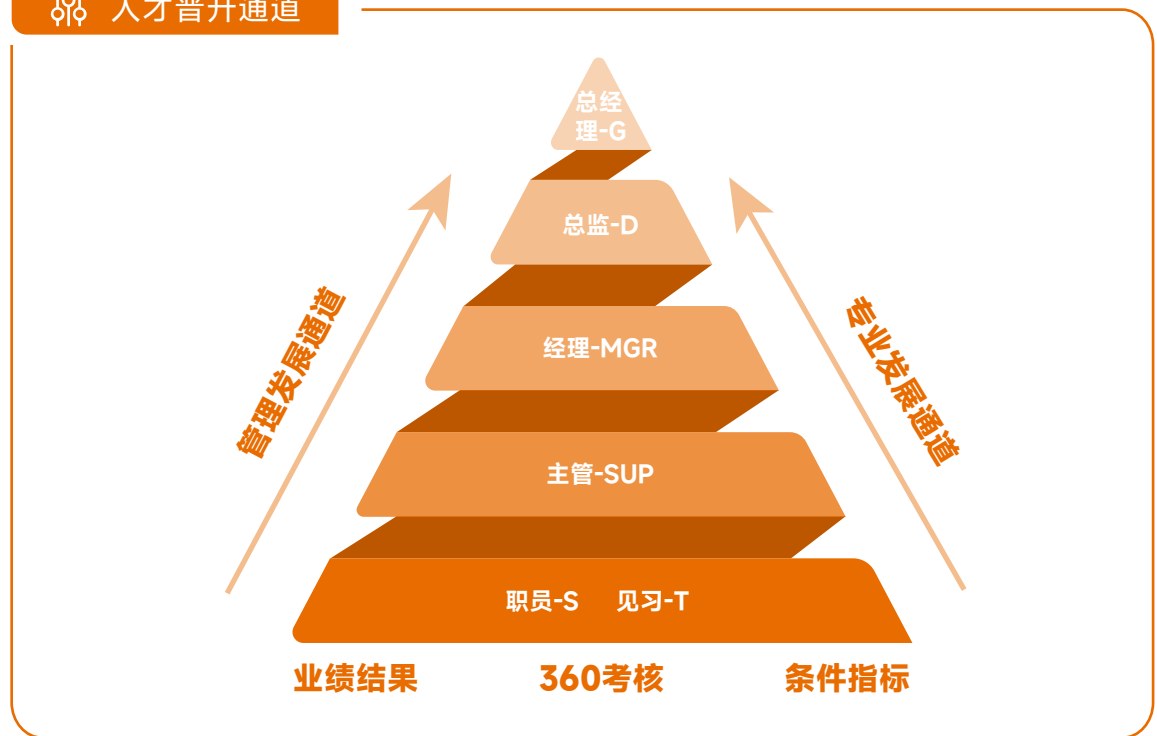 人才晋升通道
总经
理-G
总监-D
经理-MGR
主管-SUP
职员-S 见习-T
管理发展通道
专业发展通道
业绩结果 360考核 条件指标